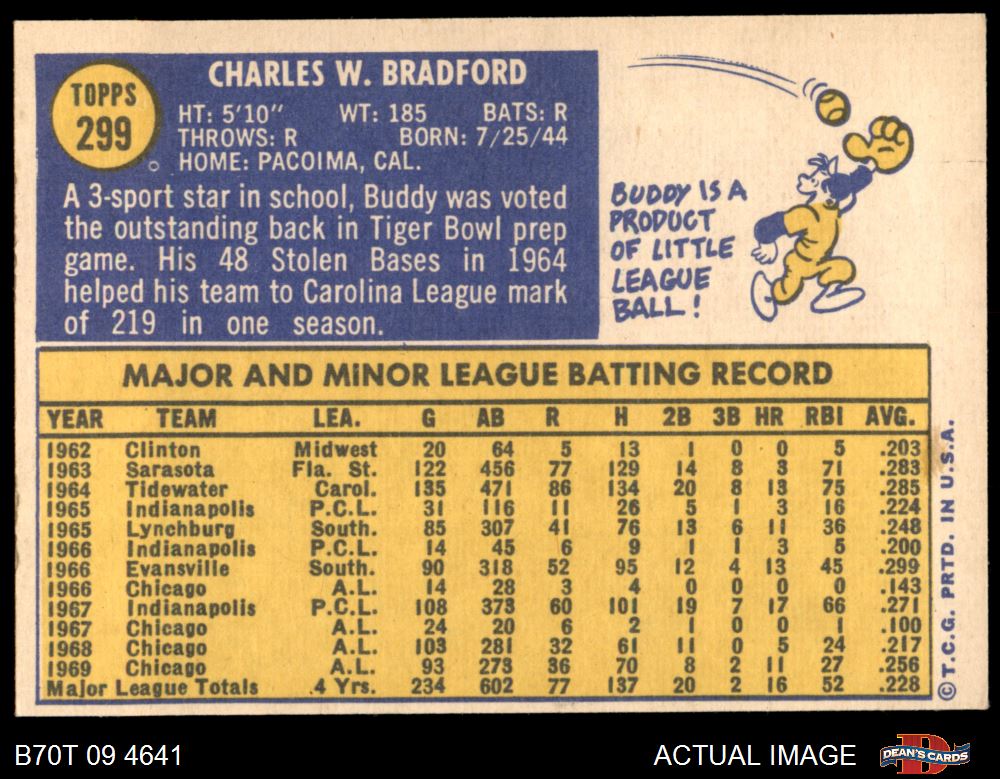 TOPPS
299
CHARLES W. BRADFORD
HT: 5'10" WT: 185 BATS: R
THROWS: R BORN: 7/25/44
HOME: PACOIMA, CAL.
A 3-sport star in school, Buddy was voted
the outstanding back in Tiger Bowl prep
game. His 48 Stolen Bases in 1964
helped his team to Carolina League mark
of 219 in one season.
BUDDY IS A
PRODUCT
OF LITTLE
LEAGUE
BALL!
MAJOR AND MINOR LEAGUE BATTING RECORD
YEAR TEAM LEA. G AB R H 2B 3B HR RBI AVG.
1962 Clinton Midwest 20 64 5 13 1 0 0 5 .203
1963 Sarasota Fla. St. 122 456 77 129 14 8 3 71 .283
1964 Tidewater Carol. 135 471 86 134 20 8 13 75 .285
1965 Indianapolis P.C.L. 31 116 11 26 5 1 3 16 .224
1965 Lynchburg South. 85 307 41 76 13 6 11 36 .248
1966 Indianapolis P.C.L. 14 45 6 9 1 1 3 5 .200
1966 Evansville South. 90 318 52 95 12 4 13 45 .299
1966 Chicago A.L. 14 28 3 4 0 0 0 0 .143
1967 Indianapolis P.C.L. 108 373 60 101 19 7 17 66 .271
1967 Chicago A.L. 24 20 6 2 1 0 0 1 .100
1968 Chicago A.L. 103 281 32 61 11 0 5 24 .217
1969 Chicago A.L. 93 273 36 70 8 2 11 27 .256
Major League Totals 4 Yrs. 234 602 77 137 20 2 16 52 .228
© T.C.G. PRTD. IN U.S.A.
B70T 09 4641
ACTUAL IMAGE
D
DEAN'S CARDS